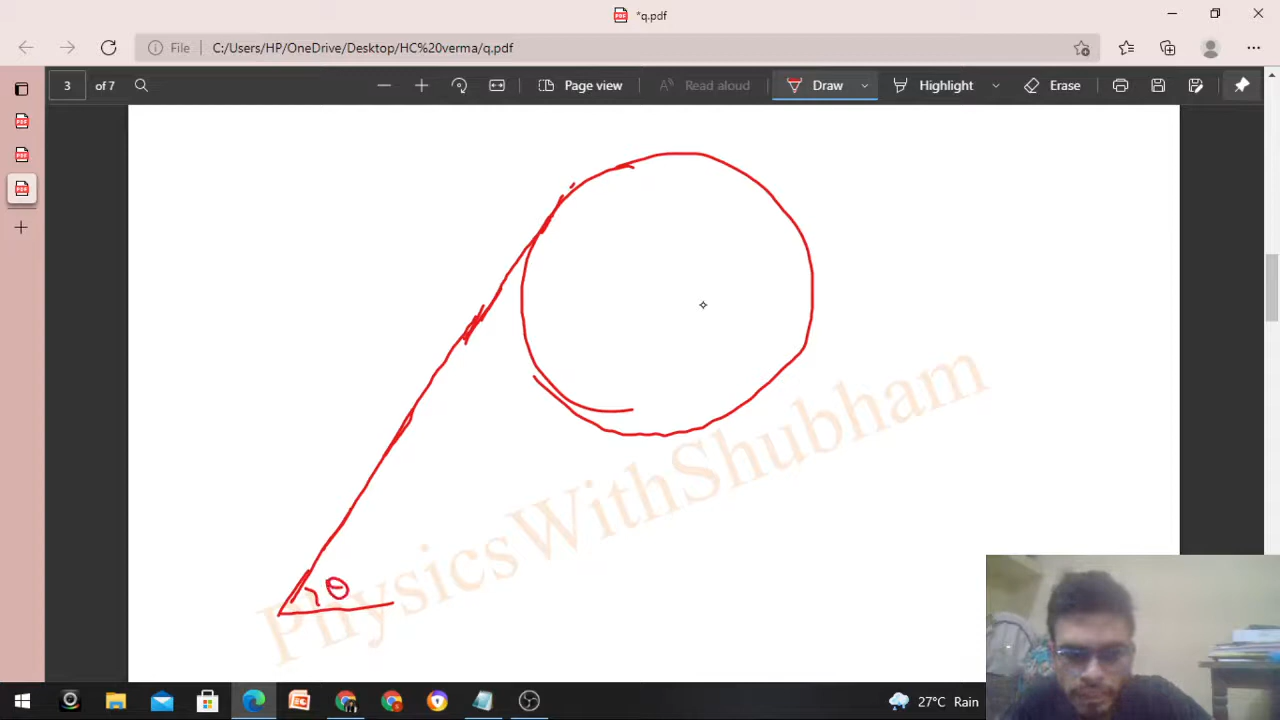 *q.pdf
File
C:/Users/HP/OneDrive/Desktop/HC%20verma/q.pdf
3 of 7
Page view
Read aloud
Draw
Highlight
Erase
θ
PhysicsWithShubham
27°C Rain